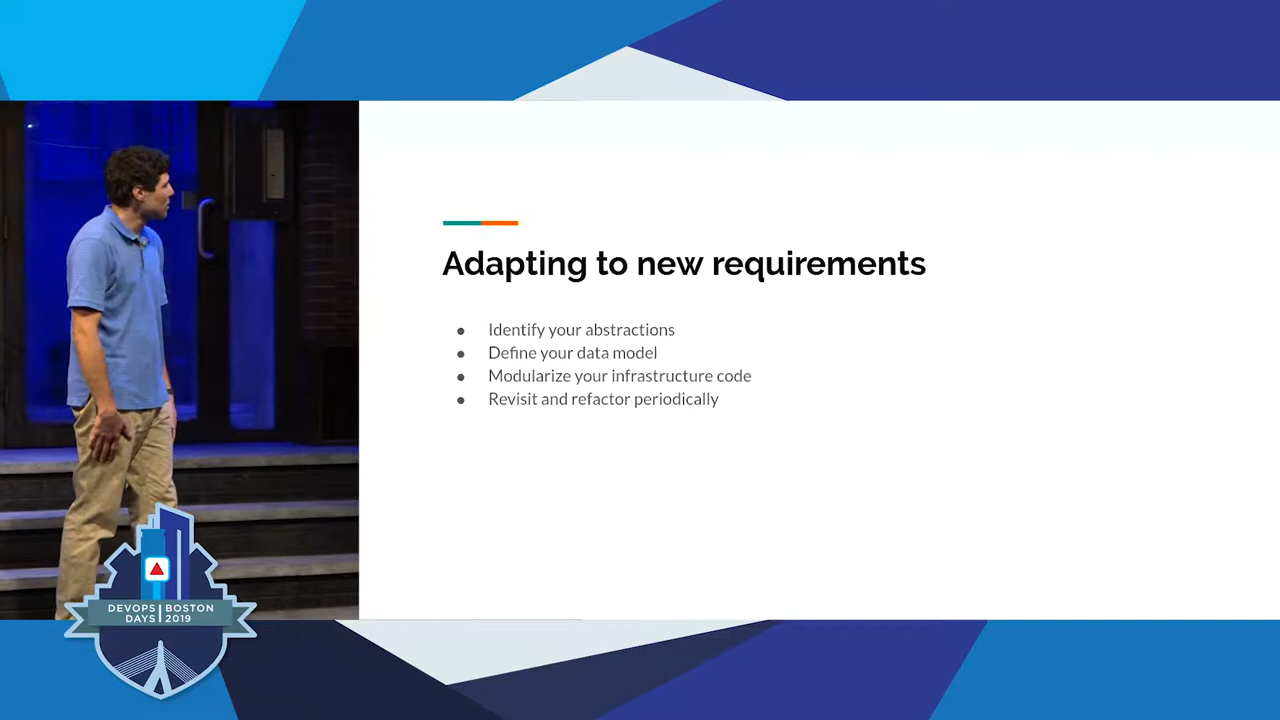 Adapting to new requirements
● Identify your abstractions
● Define your data model
● Modularize your infrastructure code
● Revisit and refactor periodically
DEVOPS BOSTON
DAYS 2019